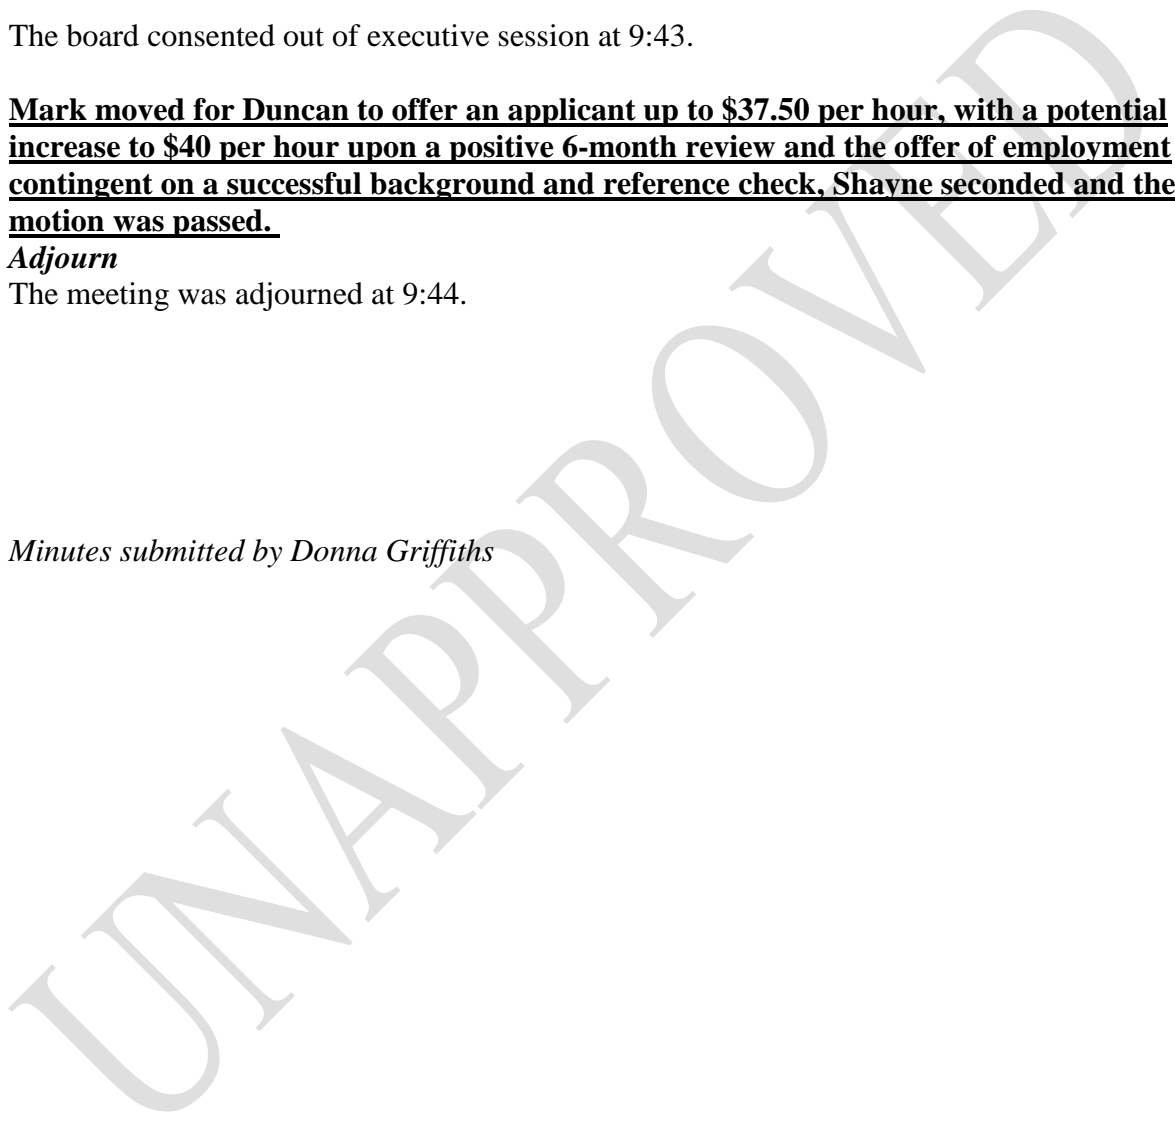 The board consented out of executive session at 9:43.
Mark moved for Duncan to offer an applicant up to $37.50 per hour, with a potential
increase to $40 per hour upon a positive 6-month review and the offer of employment
contingent on a successful background and reference check, Shayne seconded and the
motion was passed.
Adjourn
The meeting was adjourned at 9:44.
Minutes submitted by Donna Griffiths
UNAPPROVED